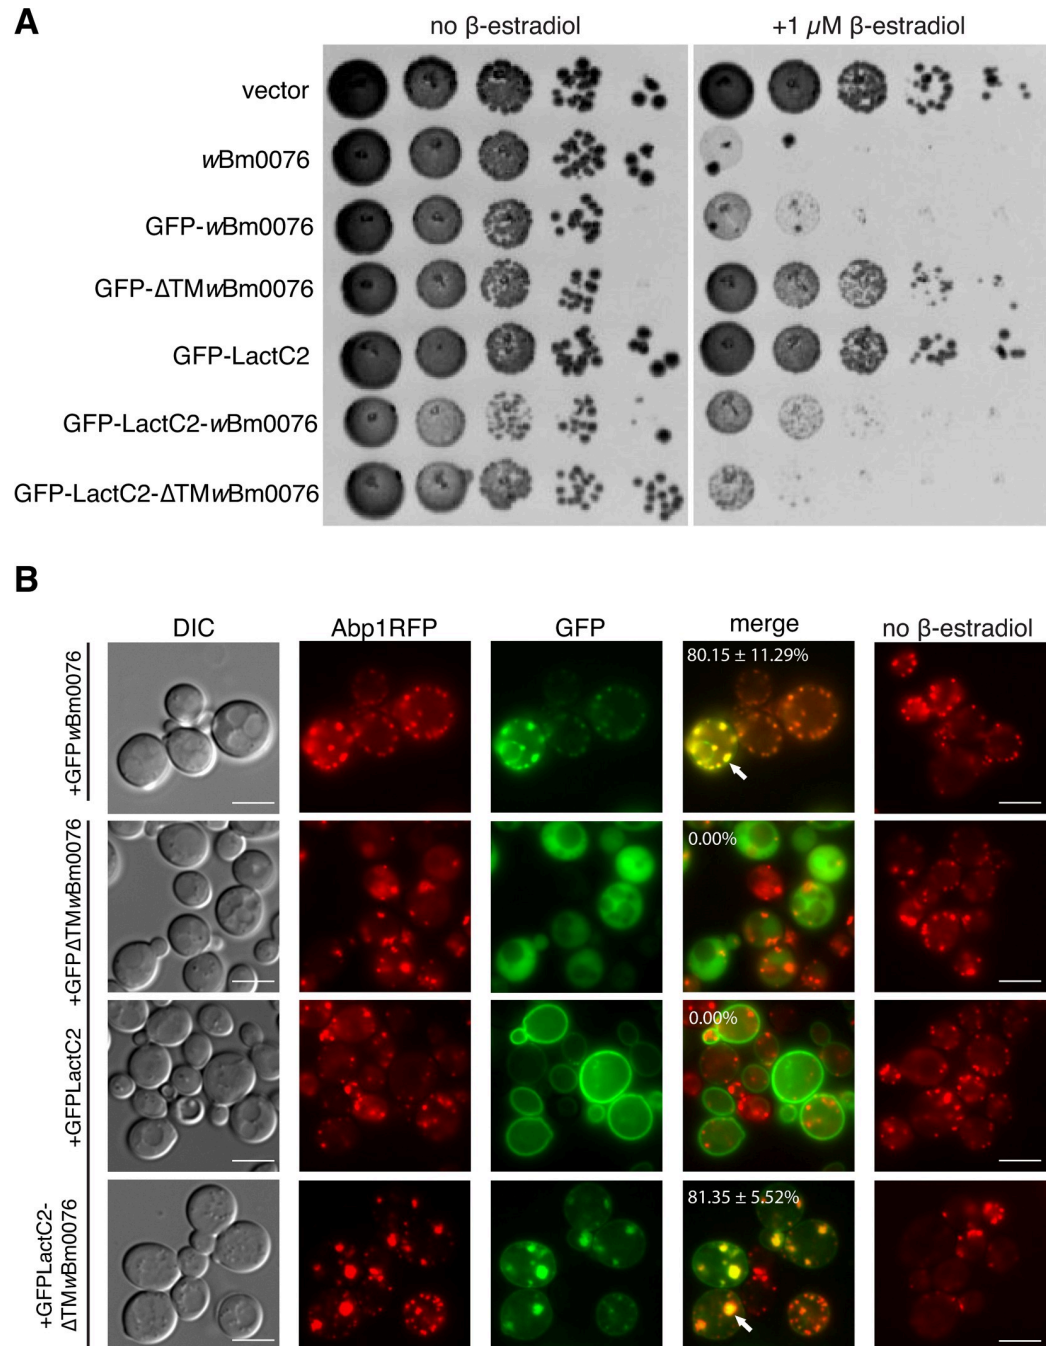 A
no β-estradiol
+1 µM β-estradiol
vector
wBm0076
GFP-wBm0076
GFP-ΔTMwBm0076
GFP-LactC2
GFP-LactC2-wBm0076
GFP-LactC2-ΔTMwBm0076
B
DIC
Abp1RFP
GFP
merge
no β-estradiol
+GFPwBm0076
80.15 ± 11.29%
+GFPΔTMwBm0076
0.00%
+GFPLactC2
0.00%
+GFPLactC2-
ΔTMwBm0076
81.35 ± 5.52%